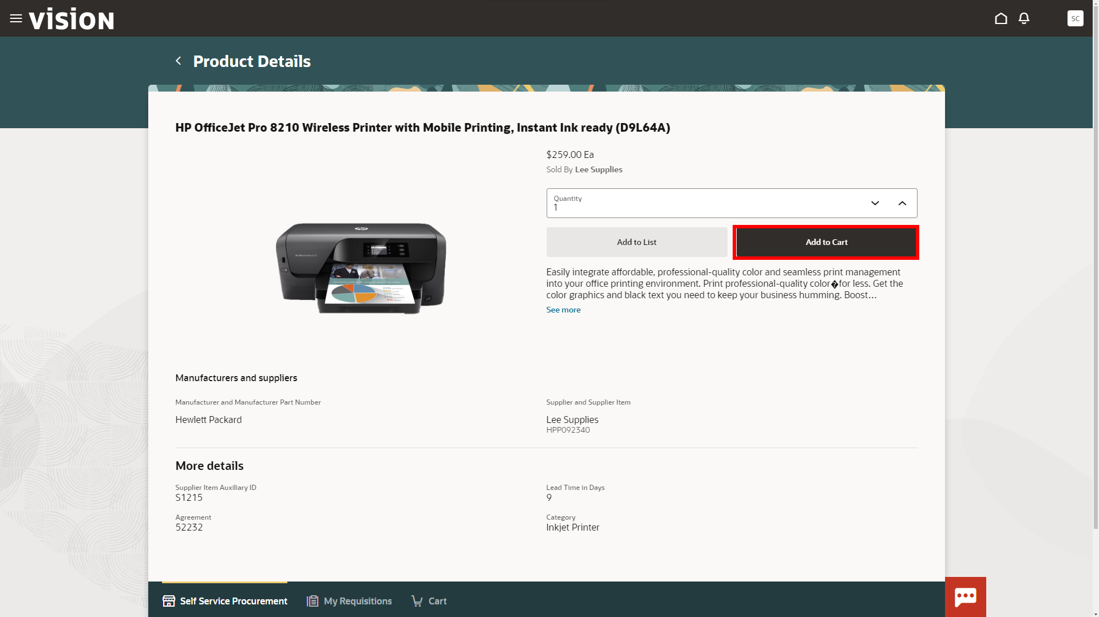 vision
SC
Product Details
HP OfficeJet Pro 8210 Wireless Printer with Mobile Printing, Instant Ink ready (D9L64A)
$259.00 Ea
Sold By Lee Supplies
Quantity
1
Add to List
Add to Cart
Easily integrate affordable, professional-quality color and seamless print management
into your office printing environment. Print professional-quality color�for less. Get the
color graphics and black text you need to keep your business humming. Boost…
See more
Manufacturers and suppliers
Manufacturer and Manufacturer Part Number
Hewlett Packard
Supplier and Supplier Item
Lee Supplies
HPP092340
More details
Supplier Item Auxiliary ID
S1215
Lead Time in Days
9
Agreement
52232
Category
Inkjet Printer
Self Service Procurement
My Requisitions
Cart